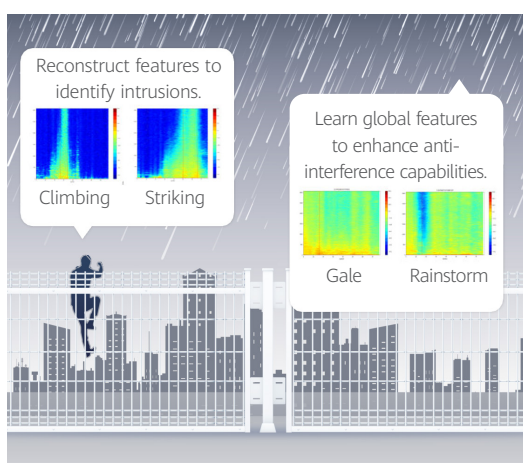 Reconstruct features to
identify intrusions.
Climbing Striking
Learn global features
to enhance anti-
interference capabilities.
Gale Rainstorm